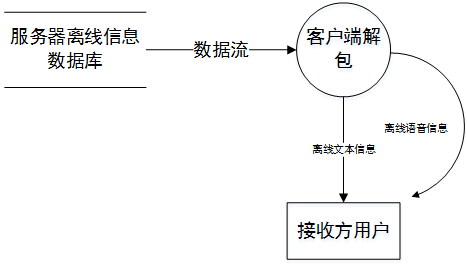 服务器离线信息
数据库
数据流
客户端解
包
离线语音信息
离线文本信息
接收方用户